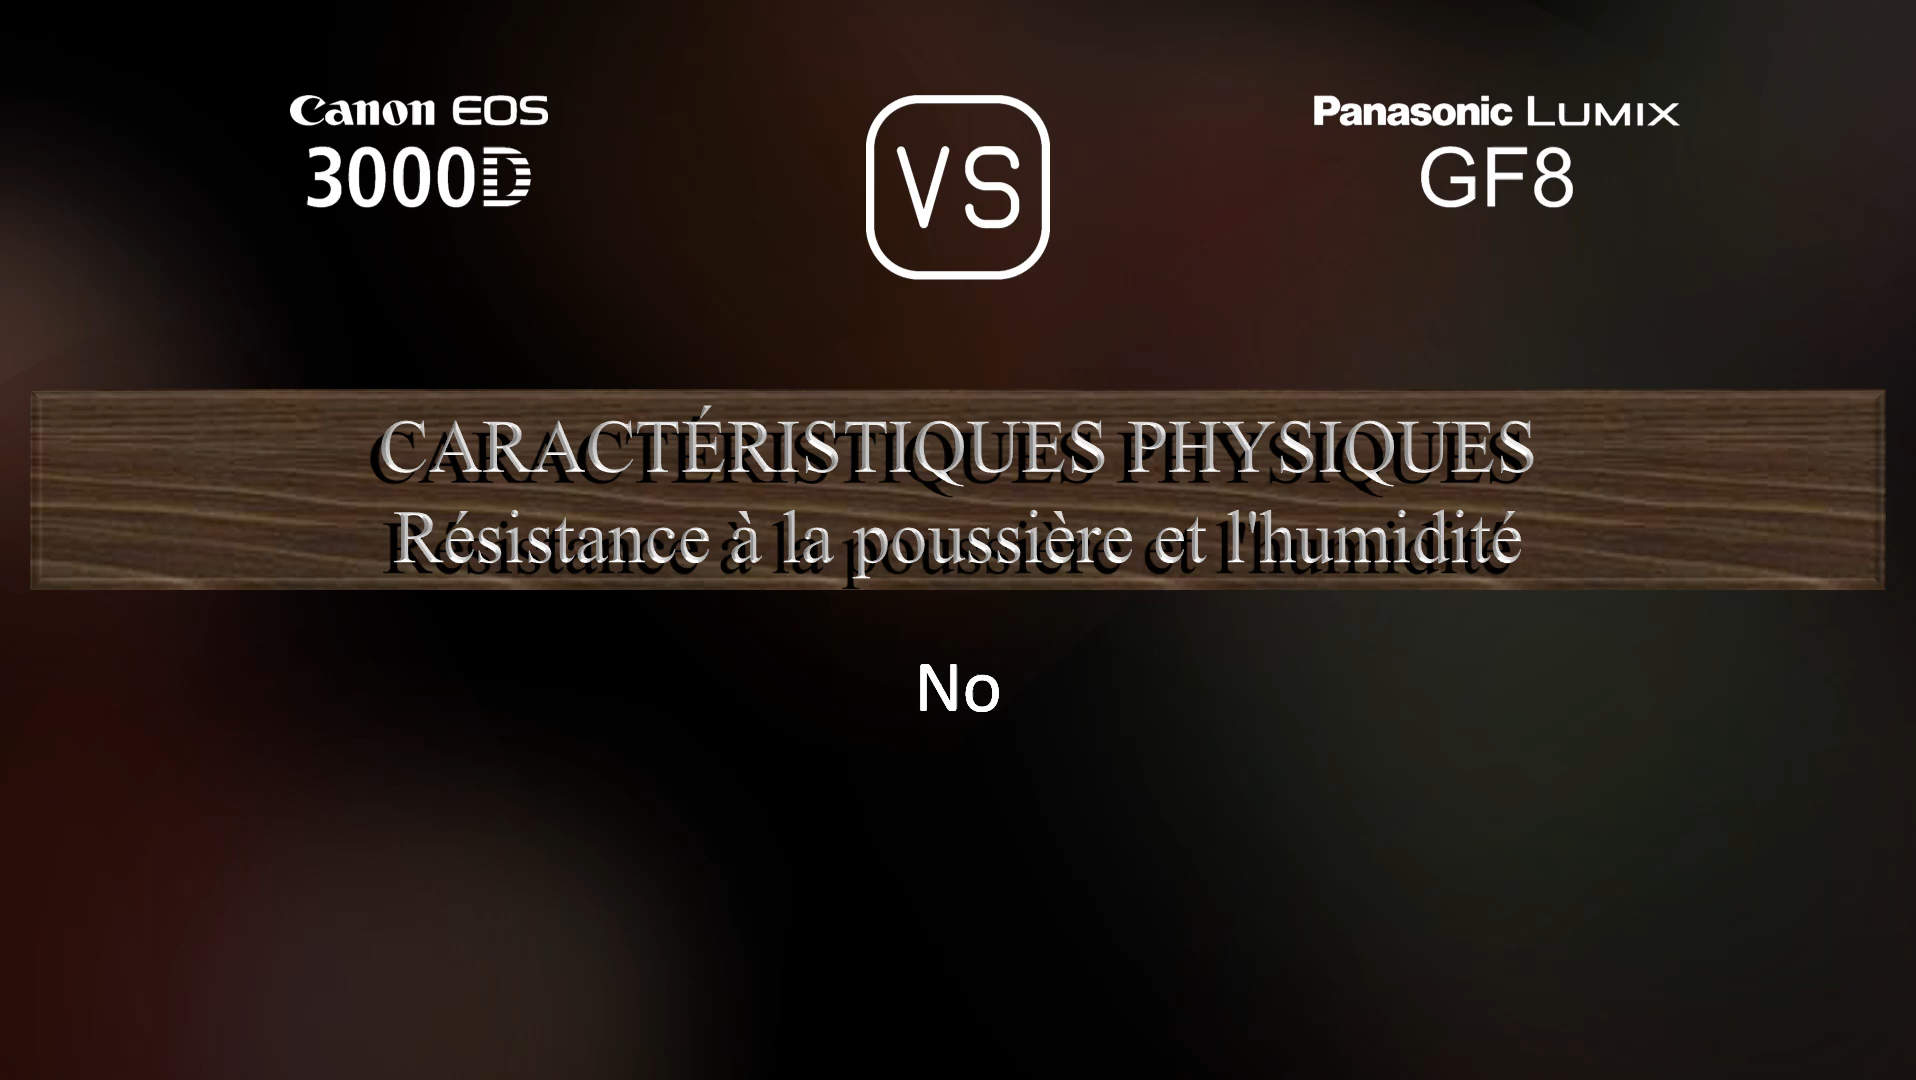 Canon EOS
3000D
VS
Panasonic LUMIX
GF8
CARACTÉRISTIQUES PHYSIQUES
Résistance à la poussière et l'humidité
No